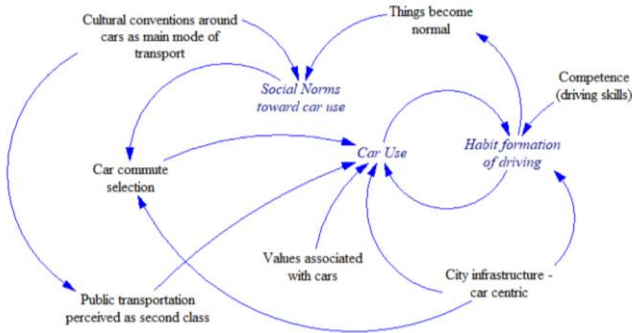 Cultural conventions around
cars as main mode of
transport
Things become
normal
Social Norms
toward car use
Competence
(driving skills)
Car Use
Habit formation
of driving
Car commute
selection
Values associated
with cars
City infrastructure -
car centric
Public transportation
perceived as second class